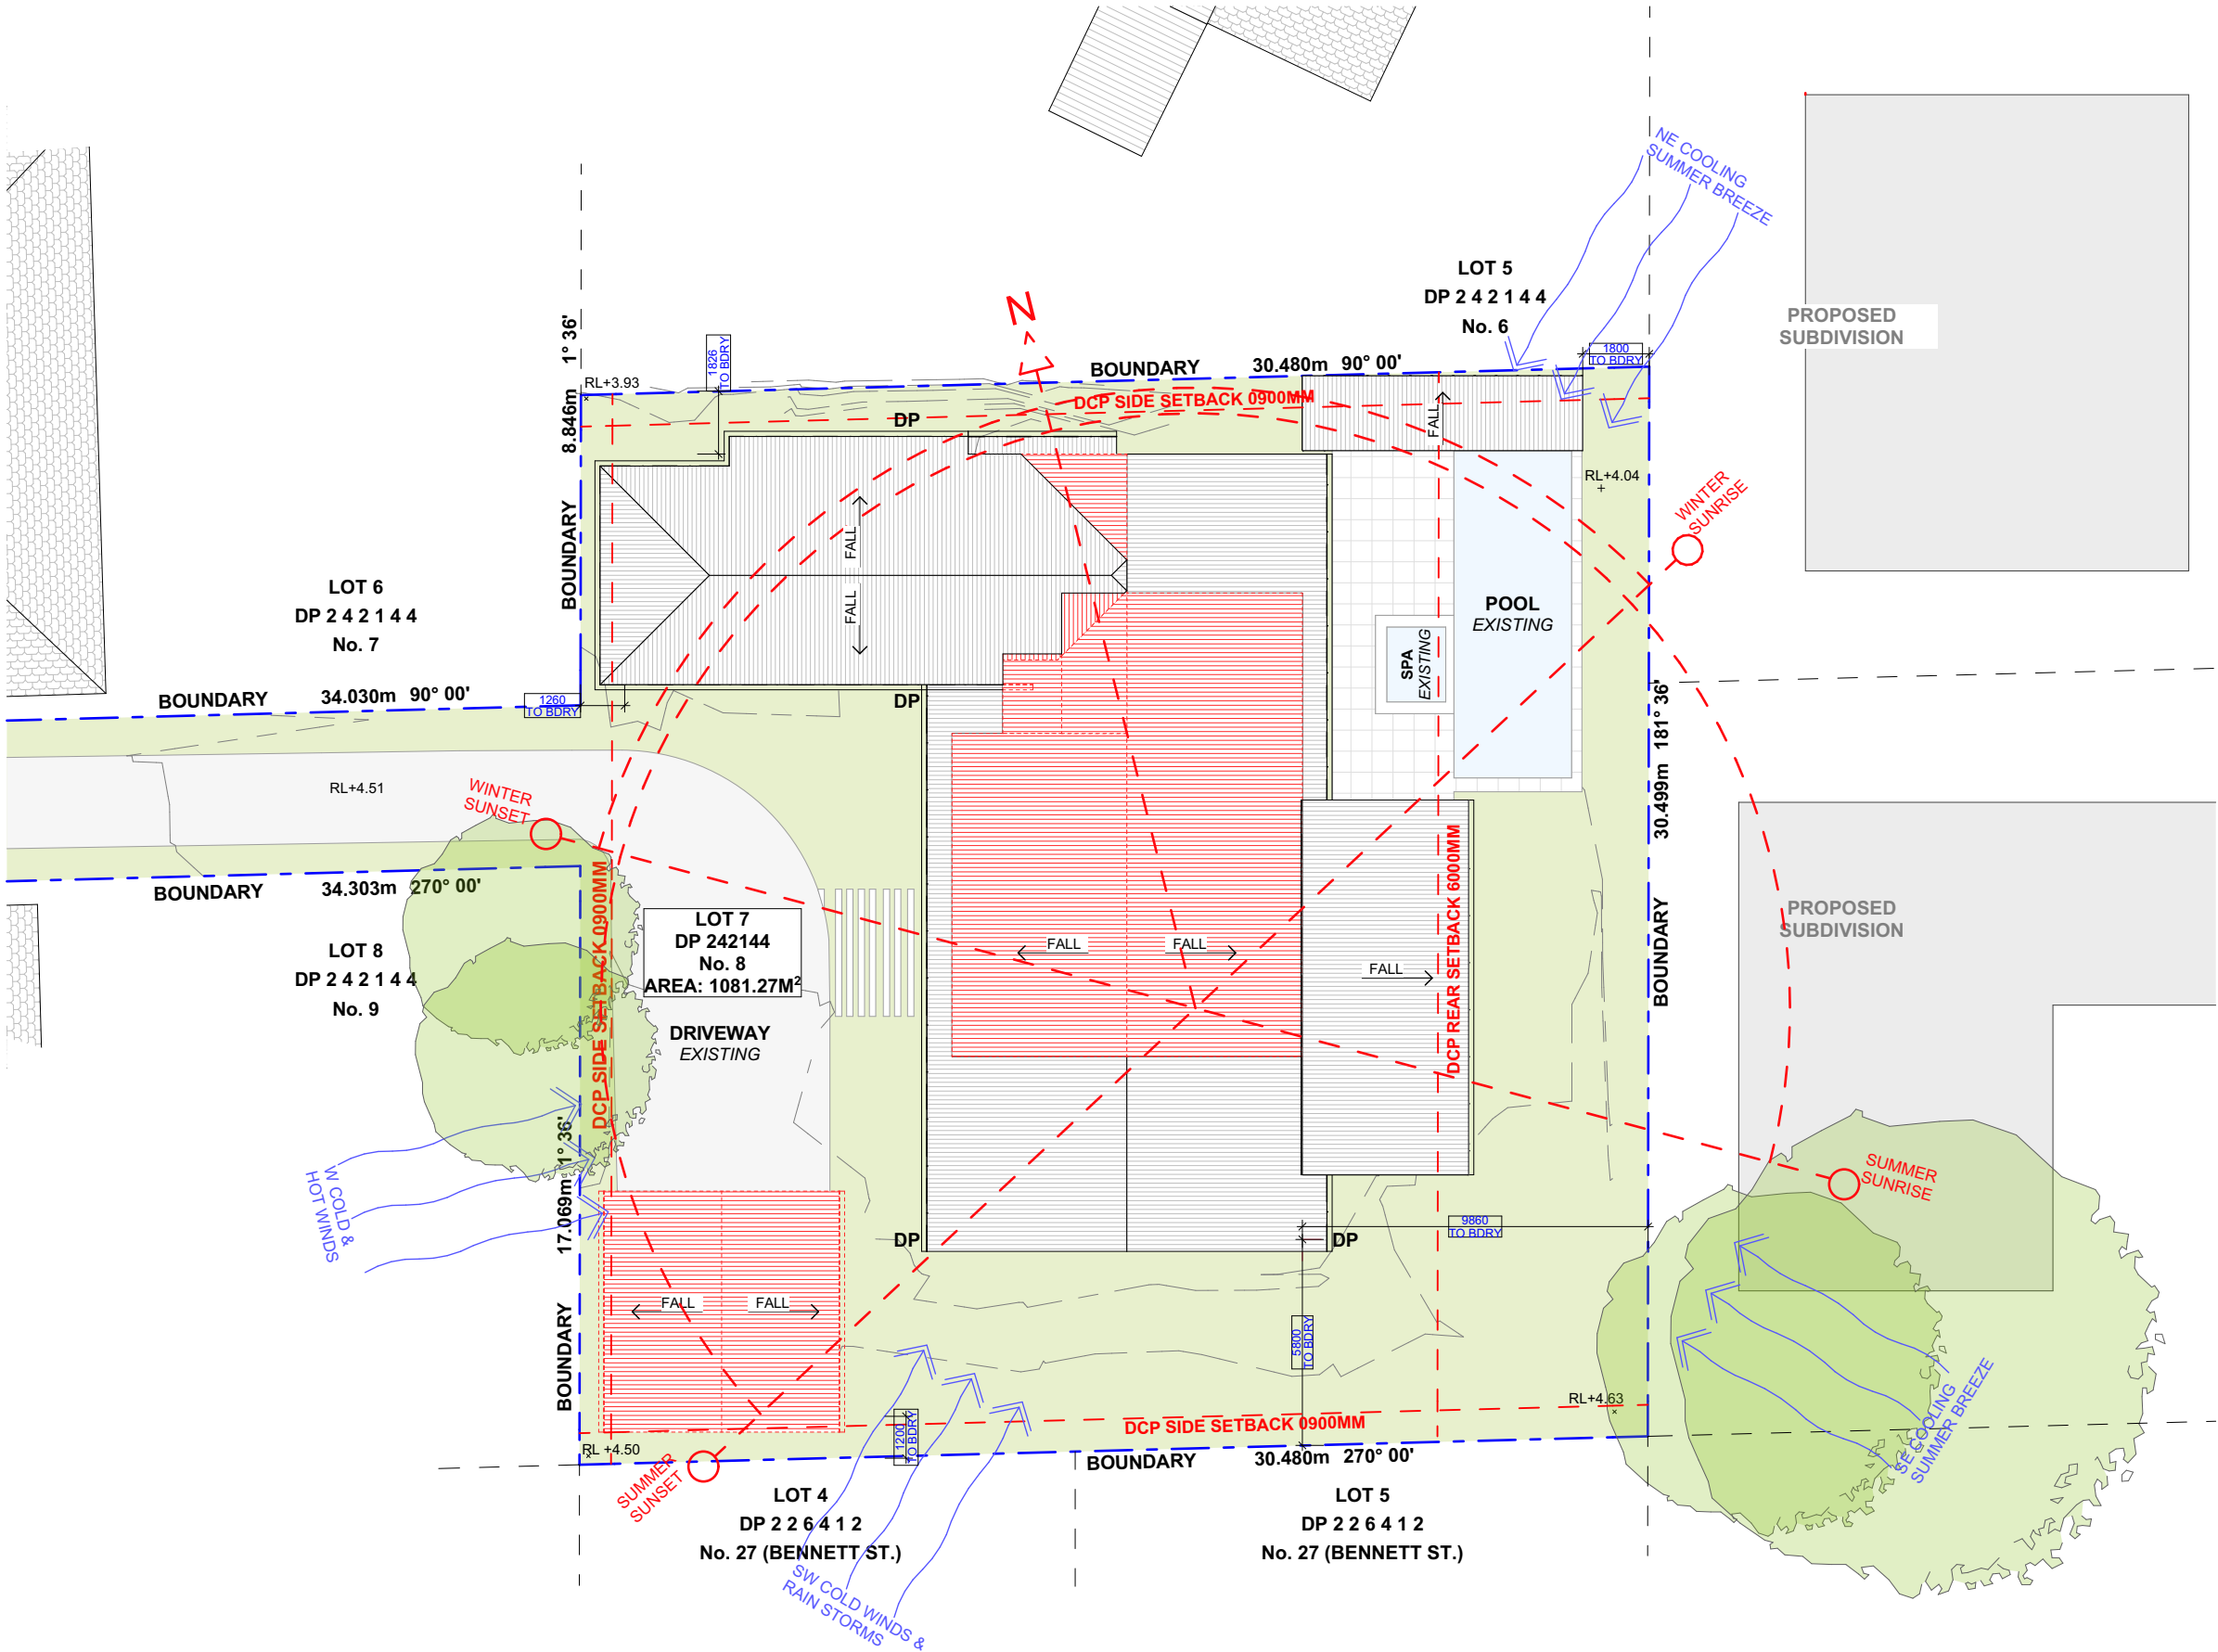 NE COOLING
SUMMER BREEZE
LOT 5
DP 2 4 2 1 4 4
No. 6
PROPOSED
SUBDIVISION
N
1° 36'
8.846m
BOUNDARY
1826
TO BDRY
BOUNDARY 30.480m 90° 00'
1800
TO BDRY
RL+3.93
DCP SIDE SETBACK 0900MM
DP
FALL
RL+4.04
WINTER
SUNRISE
FALL
FALL
LOT 6
DP 2 4 2 1 4 4
No. 7
POOL
EXISTING
SPA
EXISTING
BOUNDARY 34.030m 90° 00'
1260
TO BDRY
DP
30.499m 181° 36'
BOUNDARY
RL+4.51
WINTER
SUNSET
BOUNDARY 34.303m 270° 00'
DCP SIDE SETBACK 0900MM
DCP REAR SETBACK 6000MM
LOT 7
DP 242144
No. 8
AREA: 1081.27M²
LOT 8
DP 2 4 2 1 4 4
No. 9
PROPOSED
SUBDIVISION
FALL
FALL
FALL
DRIVEWAY
EXISTING
17.069m 1° 36'
BOUNDARY
W COLD &
HOT WINDS
SUMMER
SUNRISE
DP
DP
9860
TO BDRY
FALL
FALL
5800
TO BDRY
RL+4.63
1200
TO BDRY
DCP SIDE SETBACK 0900MM
RL +4.50
BOUNDARY 30.480m 270° 00'
SUMMER
SUNSET
SE COOLING
SUMMER BREEZE
LOT 4
DP 2 2 6 4 1 2
No. 27 (BENNETT ST.)
LOT 5
DP 2 2 6 4 1 2
No. 27 (BENNETT ST.)
SW COLD WINDS &
RAIN STORMS